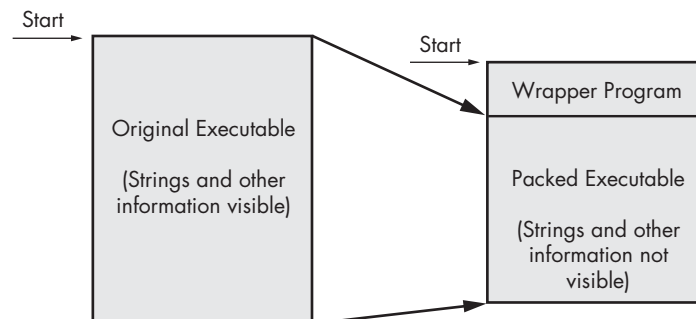 Start
Original Executable
(Strings and other
information visible)
Start
Wrapper Program
Packed Executable
(Strings and other
information not
visible)